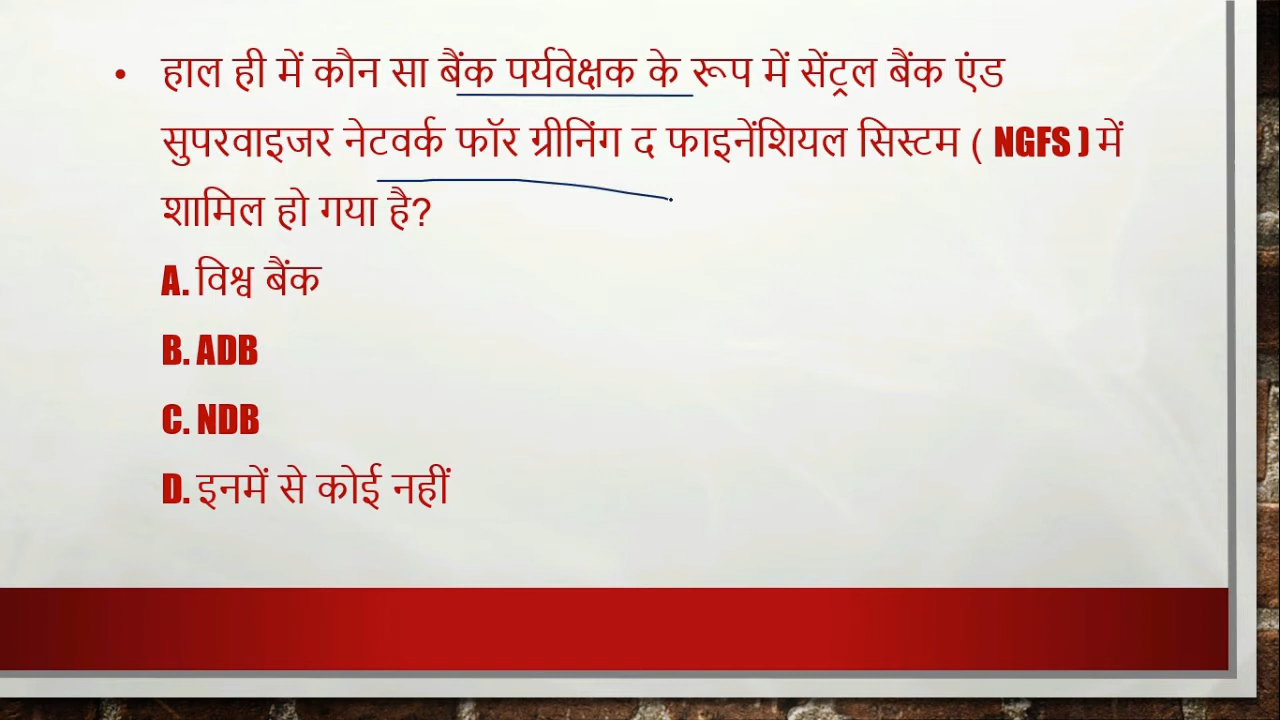 • हाल ही में कौन सा बैंक पर्यवेक्षक के रूप में सेंट्रल बैंक एंड
सुपरवाइजर नेटवर्क फॉर ग्रीनिंग द फाइनेंशियल सिस्टम ( NGFS ) में
शामिल हो गया है?
A. विश्व बैंक
B. ADB
C. NDB
D. इनमें से कोई नहीं